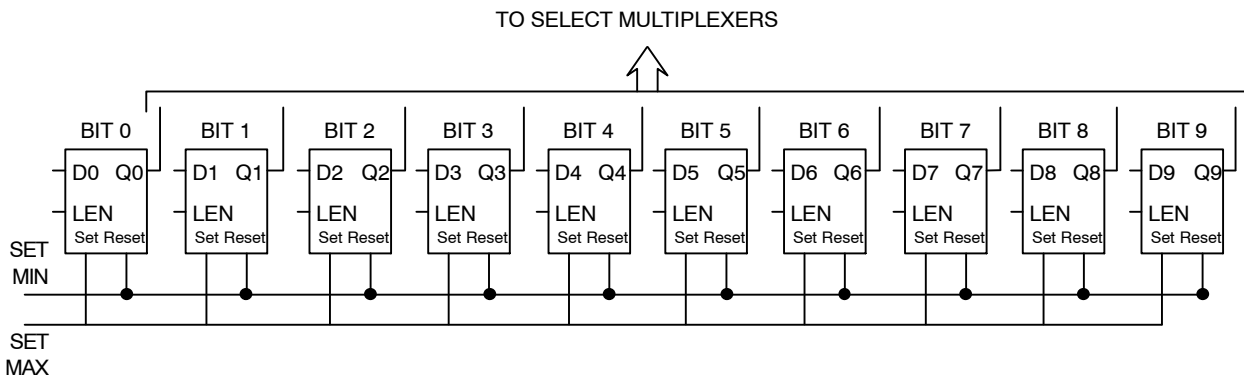 TO SELECT MULTIPLEXERS
BIT 0 BIT 1 BIT 2 BIT 3 BIT 4 BIT 5 BIT 6 BIT 7 BIT 8 BIT 9
D0 Q0 D1 Q1 D2 Q2 D3 Q3 D4 Q4 D5 Q5 D6 Q6 D7 Q7 D8 Q8 D9 Q9
LEN LEN LEN LEN LEN LEN LEN LEN LEN LEN
Set Reset Set Reset Set Reset Set Reset Set Reset Set Reset Set Reset Set Reset Set Reset Set Reset
SET
MIN
SET
MAX